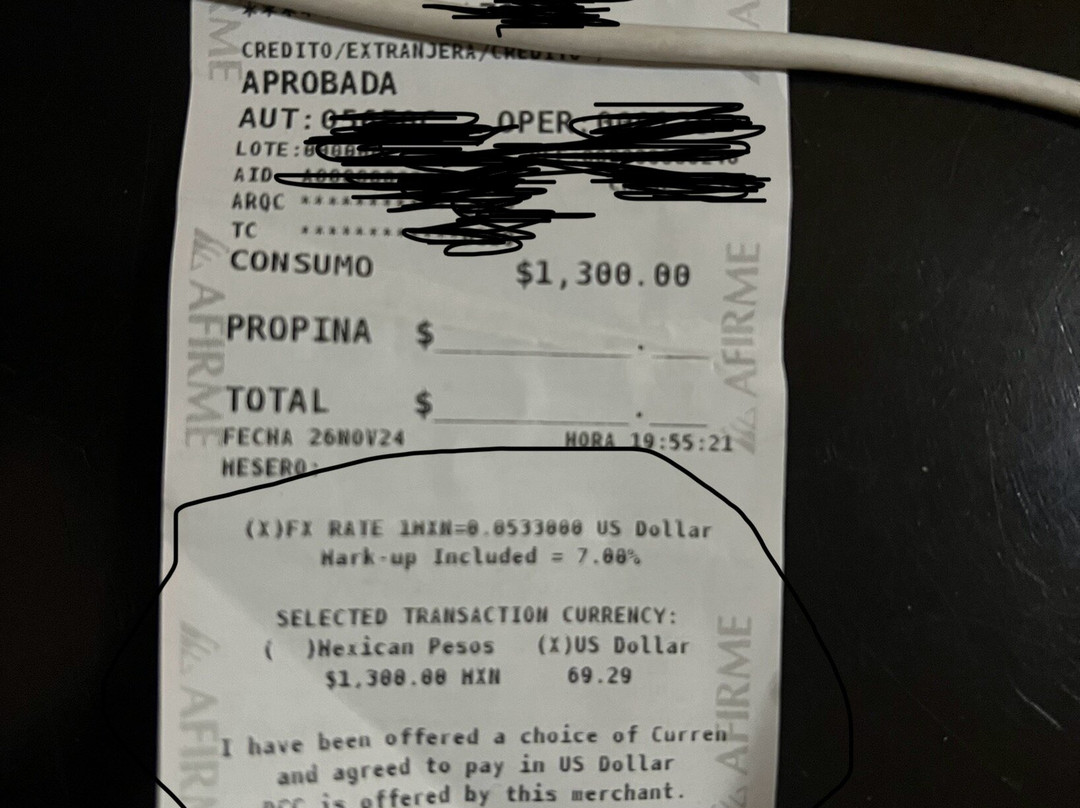 CREDITO/EXTRANJERA/CREDITO
APROBADA
AUT: OPER
LOTE:
AID
ARQC *********
TC *********
CONSUMO $1,300.00
PROPINA $ .
TOTAL $ .
FECHA 26NOV24 HORA 19:55:21
MESERO:
(X)FX RATE 1MXN=0.0533000 US Dollar
Mark-up Included = 7.00%
SELECTED TRANSACTION CURRENCY:
( )Mexican Pesos (X)US Dollar
$1,300.00 MXN 69.29
I have been offered a choice of Curren
and agreed to pay in US Dollar
DCC is offered by this merchant.
AFIRME
AFIRME
AFIRME
AFIRME